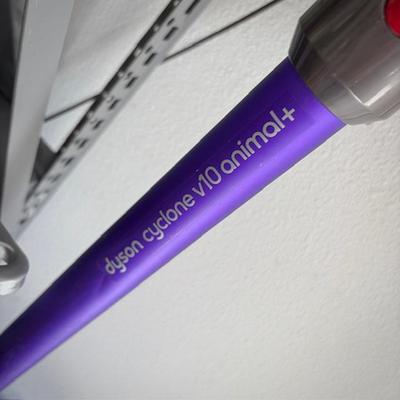 dyson cyclone v10 animal+